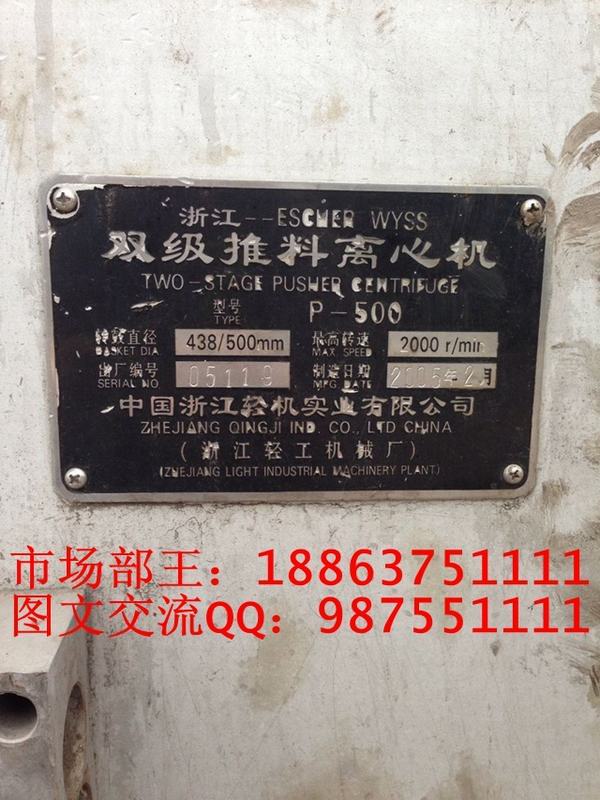 浙江--ESCHER WYSS
双级推料离心机
TWO-STAGE PUSHER CENTRIFUGE
型号 P-500
TYPE
转鼓直径 438/500mm 最高转速 2000 r/min
BASKET DIA MAX SPEED
出厂编号 05119 制造日期 2005年2月
SERIAL NO MFG DATE
中国浙江轻机实业有限公司
ZHEJIANG QINGJI IND. CO., LTD CHINA
(浙江轻工机械厂)
(ZHEJIANG LIGHT INDUSTRIAL MACHINERY PLANT)
市场部王：18863751111
图文交流QQ：987551111